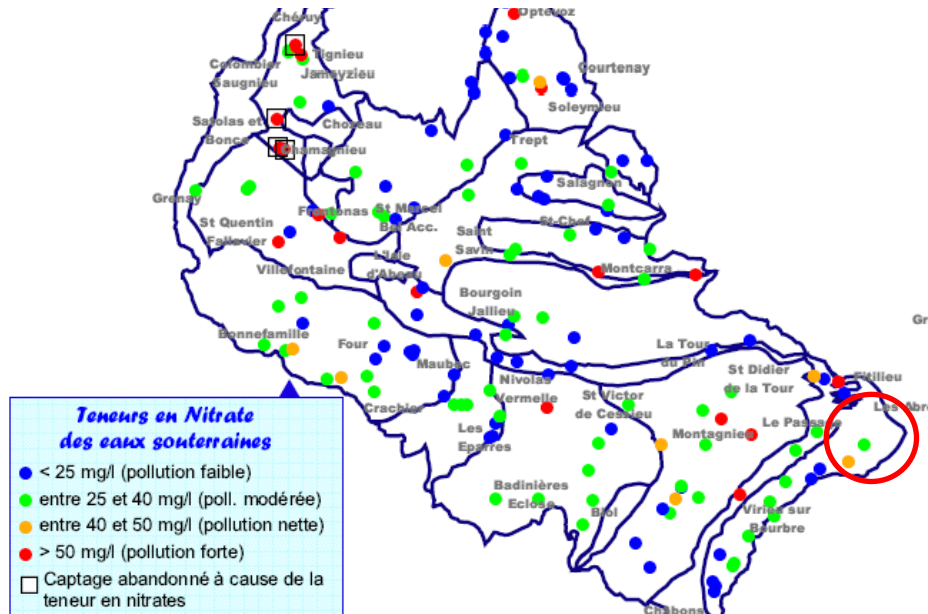 Chéruy
Optevoz
Tignieu
Jameyzieu
Colombier
Saugnieu
Courtenay
Soleymieu
Satolas et
Bonce
Chozeau
Chamagnieu
Trept
Salagnon
Grenay
Frontonas
St Marcel
Bel Acc.
St Chef
St Quentin
Fallavier
Saint
Savin
L'Isle
d'Abeau
Villefontaine
Montcarra
Bourgoin
Jallieu
Gr
Bonnefamille
Four
Maubec
La Tour
du Pin
St Didier
de la Tour
Fitilieu
Nivolas
Vermelle
St Victor
de Cessieu
Crachier
Les Abre
Le Passage
Montagnieu
Les
Eparres
Badinières
Eclose
Biol
Virieu sur
Bourbre
Châbons
Teneurs en Nitrate
des eaux souterraines
< 25 mg/l (pollution faible)
entre 25 et 40 mg/l (poll. modérée)
entre 40 et 50 mg/l (pollution nette)
> 50 mg/l (pollution forte)
Captage abandonné à cause de la
teneur en nitrates